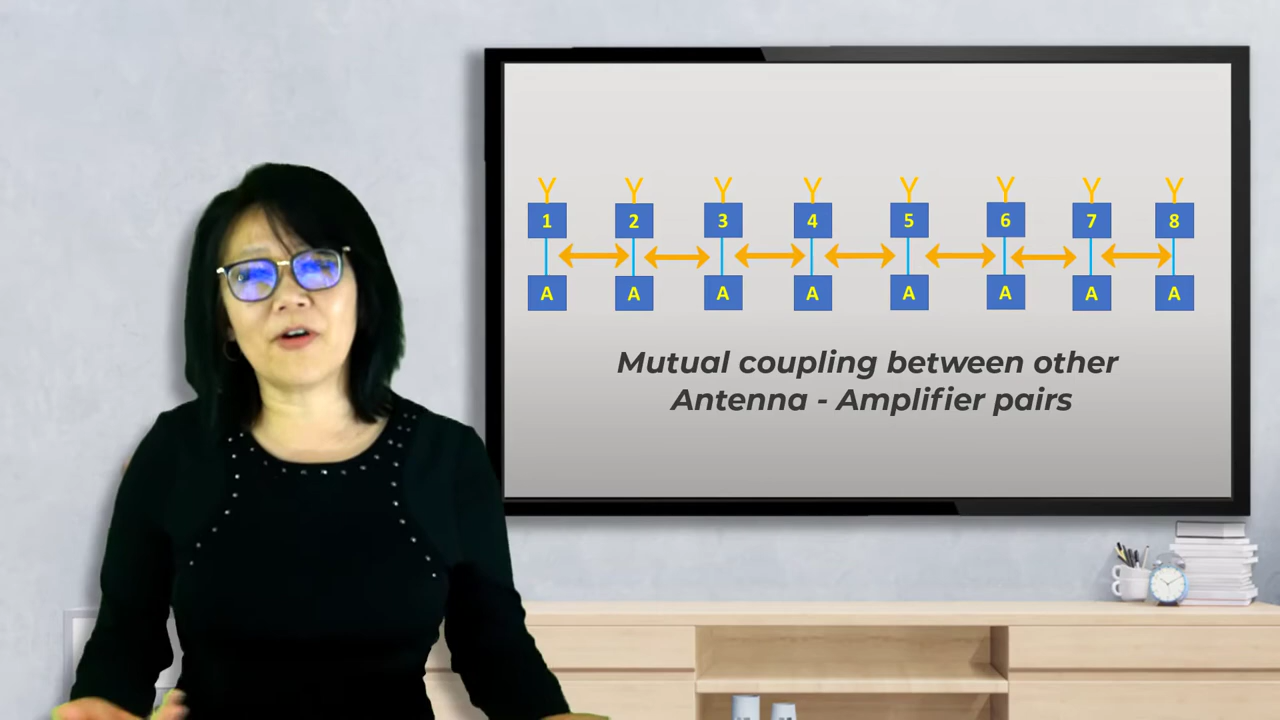 Y Y Y Y Y Y Y Y
1 2 3 4 5 6 7 8
A A A A A A A A
Mutual coupling between other
Antenna - Amplifier pairs